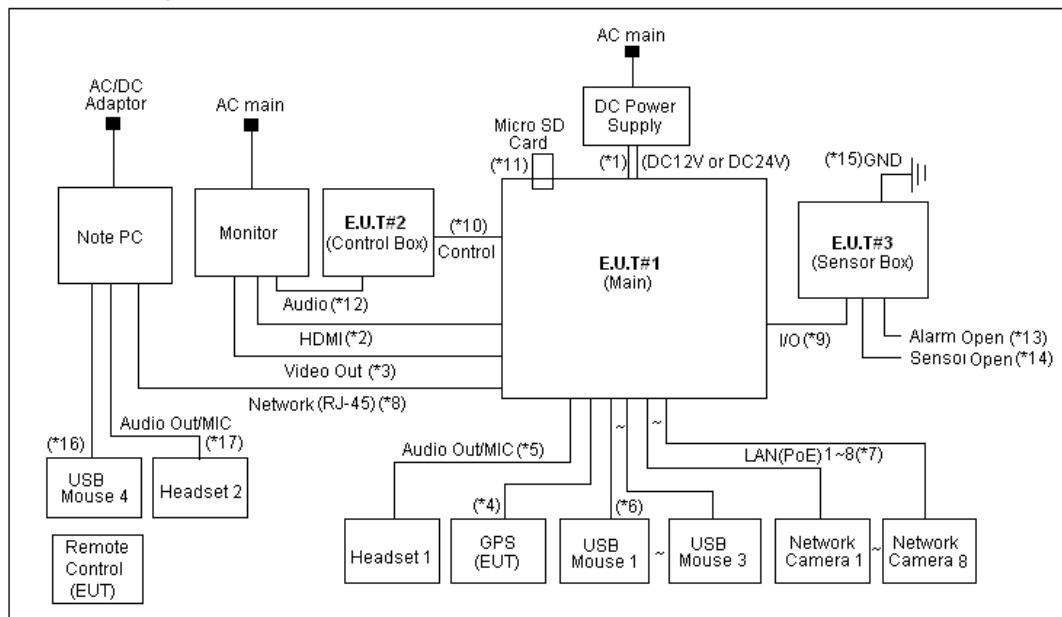 AC main
AC/DC
Adaptor
AC main
DC Power
Supply
Micro SD
Card
(*11)
(*1)
(DC12V or DC24V)
(*15)GND
Note PC
Monitor
E.U.T#2
(Control Box)
(*10)
Control
E.U.T#1
(Main)
E.U.T#3
(Sensor Box)
Audio(*12)
HDMI(*2)
I/O(*9)
Alarm Open (*13)
Sensor Open(*14)
Video Out (*3)
Network(RJ-45)(*8)
Audio Out/MIC
(*16)
(*17)
USB
Mouse 4
Headset 2
Audio Out/MIC(*5)
~
~
LAN(PoE) 1~8(*7)
(*4)
(*6)
Remote
Control
(EUT)
Headset 1
GPS
(EUT)
USB
Mouse 1
~
USB
Mouse 3
Network
Camera 1
~
Network
Camera 8